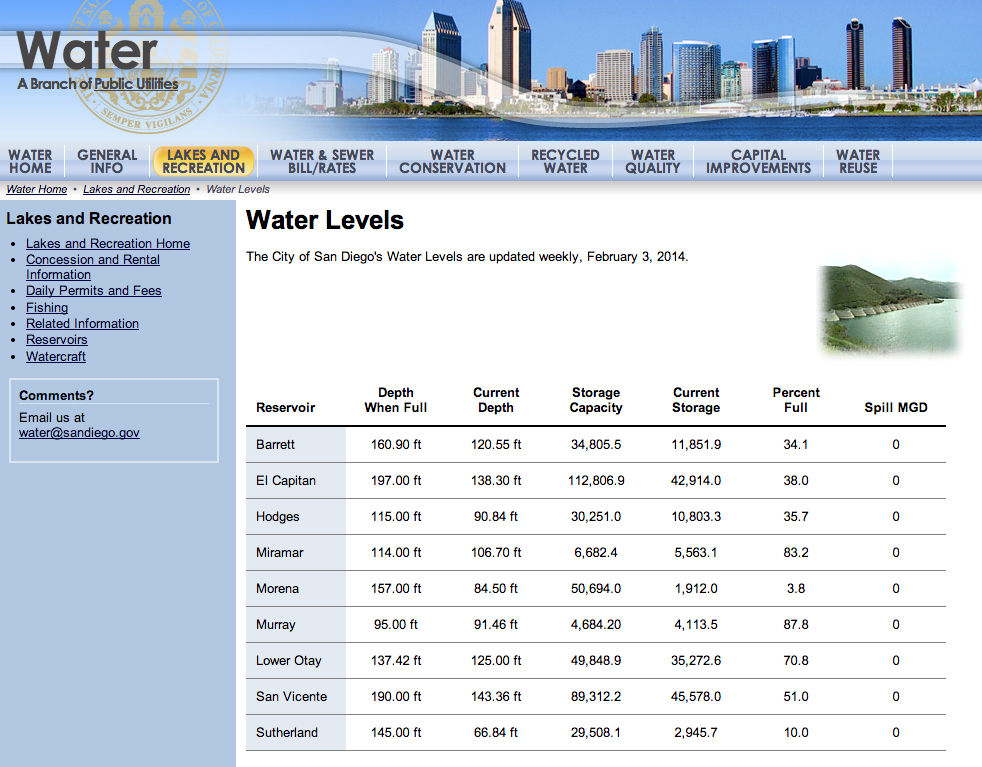 Water
A Branch of Public Utilities
SEMPER VIGILANS
WATER HOME
GENERAL INFO
LAKES AND RECREATION
WATER & SEWER BILL/RATES
WATER CONSERVATION
RECYCLED WATER
WATER QUALITY
CAPITAL IMPROVEMENTS
WATER REUSE
Water Home • Lakes and Recreation • Water Levels
Lakes and Recreation
• Lakes and Recreation Home
• Concession and Rental
Information
• Daily Permits and Fees
• Fishing
• Related Information
• Reservoirs
• Watercraft
Comments?
Email us at
water@sandiego.gov
Water Levels
The City of San Diego's Water Levels are updated weekly, February 3, 2014.
Reservoir Depth When Full Current Depth Storage Capacity Current Storage Percent Full Spill MGD
Barrett 160.90 ft 120.55 ft 34,805.5 11,851.9 34.1 0
El Capitan 197.00 ft 138.30 ft 112,806.9 42,914.0 38.0 0
Hodges 115.00 ft 90.84 ft 30,251.0 10,803.3 35.7 0
Miramar 114.00 ft 106.70 ft 6,682.4 5,563.1 83.2 0
Morena 157.00 ft 84.50 ft 50,694.0 1,912.0 3.8 0
Murray 95.00 ft 91.46 ft 4,684.20 4,113.5 87.8 0
Lower Otay 137.42 ft 125.00 ft 49,848.9 35,272.6 70.8 0
San Vicente 190.00 ft 143.36 ft 89,312.2 45,578.0 51.0 0
Sutherland 145.00 ft 66.84 ft 29,508.1 2,945.7 10.0 0